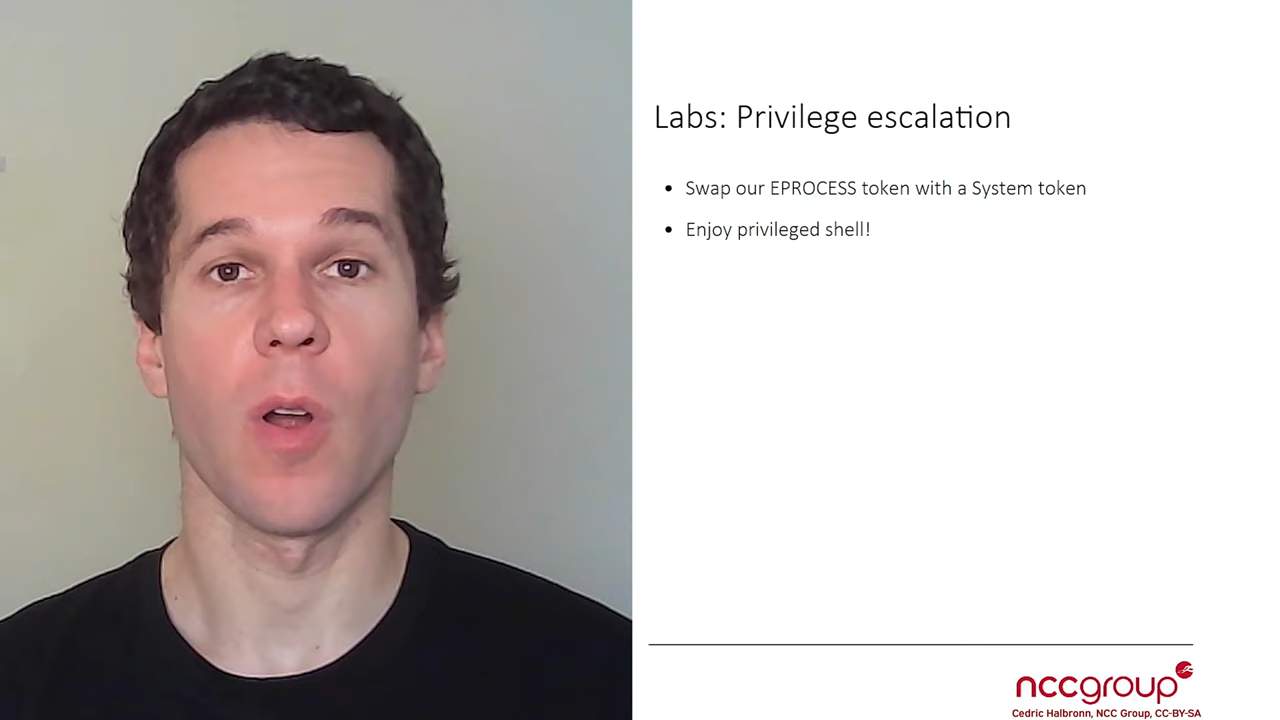 Labs: Privilege escalation
• Swap our EPROCESS token with a System token
• Enjoy privileged shell!
nccgroup
Cedric Halbronn, NCC Group, CC-BY-SA